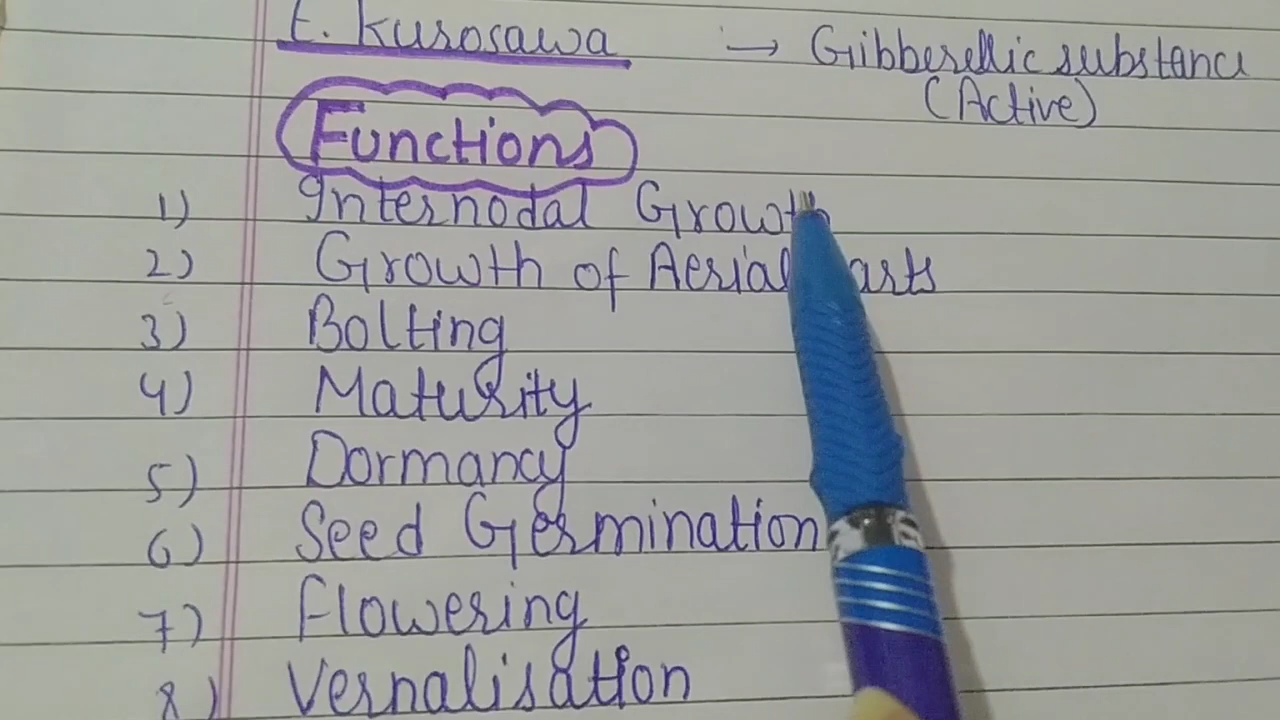 E. Kurosawa → Gibberellic substance
(Active)
Functions
1) Internodal Growth
2) Growth of Aerial arts
3) Bolting
4) Maturity
5) Dormancy
6) Seed Germination
7) Flowering
8) Vernalisation